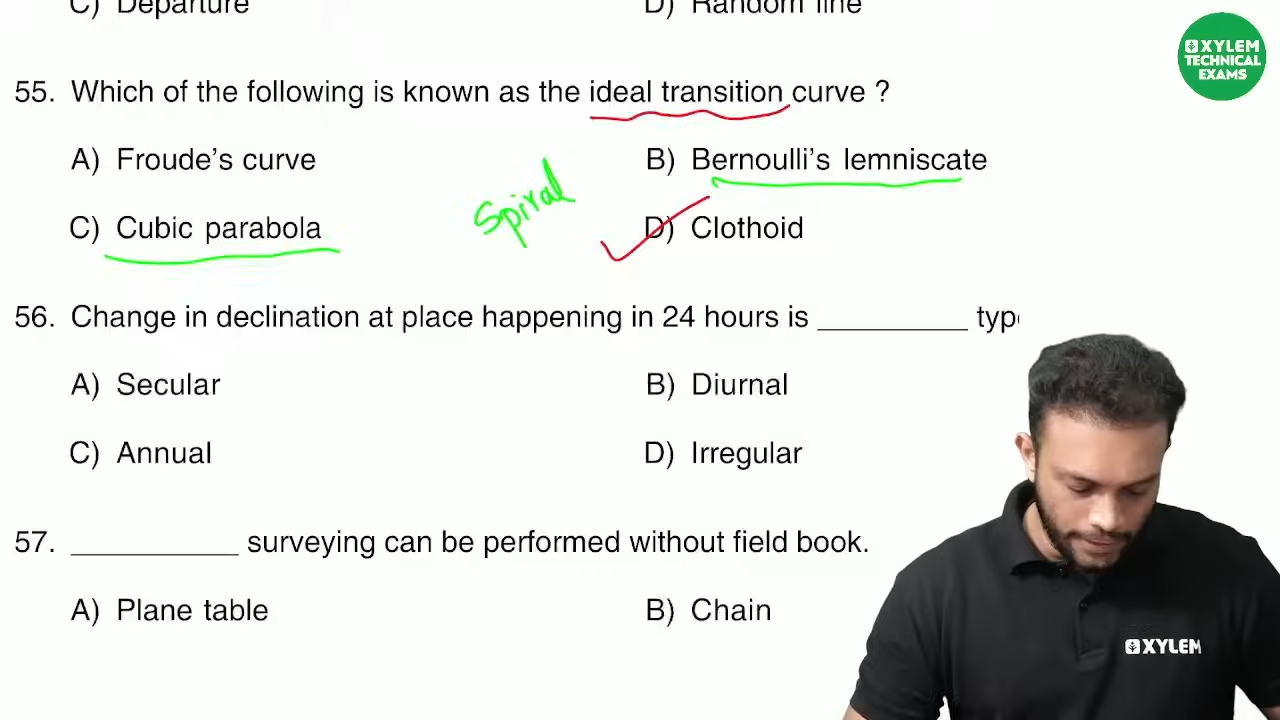 C) Departure D) Random line
XYLEM
TECHNICAL
EXAMS
55. Which of the following is known as the ideal transition curve ?
A) Froude's curve B) Bernoulli's lemniscate
Spiral
C) Cubic parabola D) Clothoid
56. Change in declination at place happening in 24 hours is __________ typ
A) Secular B) Diurnal
C) Annual D) Irregular
57. ___________ surveying can be performed without field book.
A) Plane table B) Chain
XYLEM